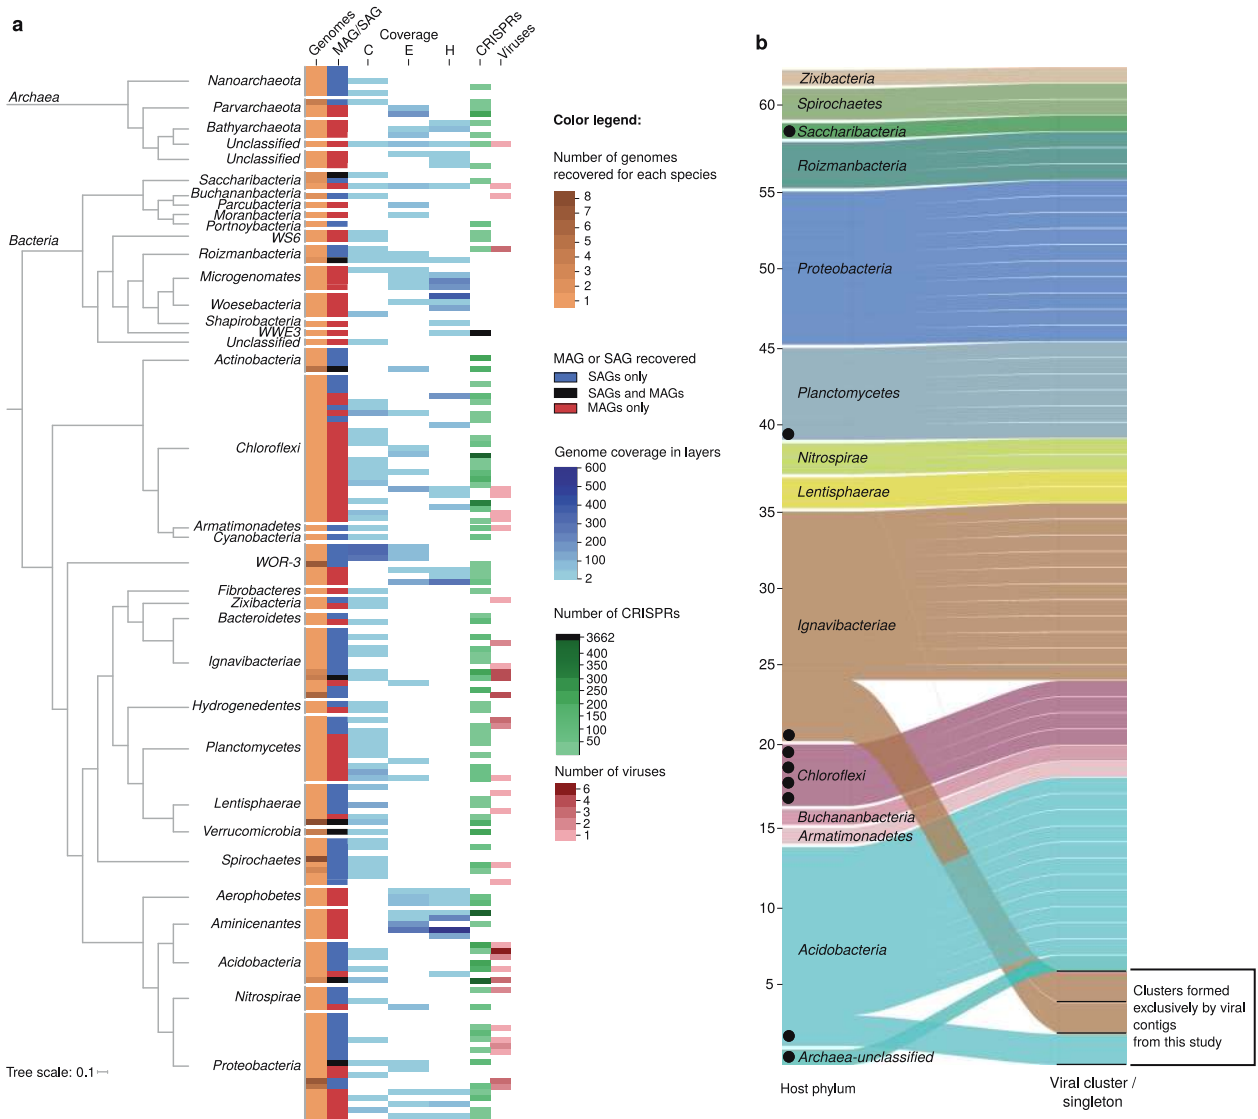 a
Genomes
MAG/SAG
Coverage
C
E
H
CRISPRs
Viruses
Archaea
Bacteria
Nanoarchaeota
Parvarchaeota
Bathyarchaeota
Unclassified
Unclassified
Saccharibacteria
Buchananbacteria
Parcubacteria
Moranbacteria
Portnoybacteria
WS6
Roizmanbacteria
Microgenomates
Woesebacteria
Shapirobacteria
WWE3
Unclassified
Actinobacteria
Chloroflexi
Armatimonadetes
Cyanobacteria
WOR-3
Fibrobacteres
Zixibacteria
Bacteroidetes
Ignavibacteriae
Hydrogenedentes
Planctomycetes
Lentisphaerae
Verrucomicrobia
Spirochaetes
Aerophobetes
Aminicenantes
Acidobacteria
Nitrospirae
Proteobacteria
Tree scale: 0.1
Color legend:
Number of genomes
recovered for each species
8
7
6
5
4
3
2
1
MAG or SAG recovered
SAGs only
SAGs and MAGs
MAGs only
Genome coverage in layers
600
500
400
300
200
100
2
Number of CRISPRs
3662
400
350
300
250
200
150
100
50
Number of viruses
6
4
3
2
1
b
60
55
50
45
40
35
30
25
20
15
10
5
Zixibacteria
Spirochaetes
Saccharibacteria
Roizmanbacteria
Proteobacteria
Planctomycetes
Nitrospirae
Lentisphaerae
Ignavibacteriae
Chloroflexi
Buchananbacteria
Armatimonadetes
Acidobacteria
Archaea-unclassified
Clusters formed
exclusively by viral
contigs
from this study
Host phylum
Viral cluster /
singleton